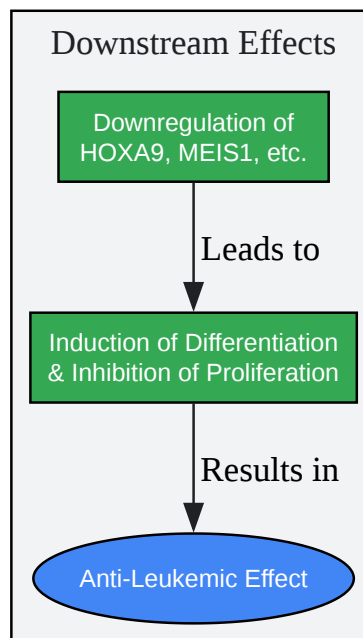 Downstream Effects
Downregulation of
HOXA9, MEIS1, etc.
Leads to
Induction of Differentiation
& Inhibition of Proliferation
Results in
Anti-Leukemic Effect